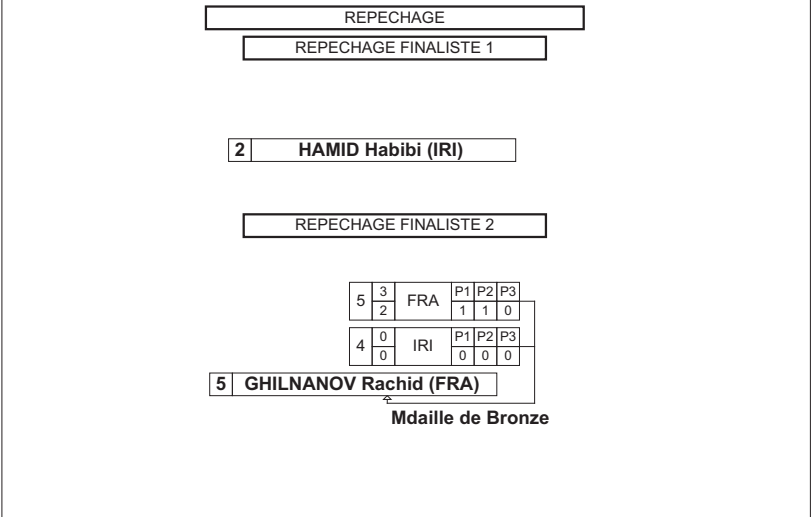 REPECHAGE
REPECHAGE FINALISTE 1
2 HAMID Habibi (IRI)
REPECHAGE FINALISTE 2
5 3 FRA P1 P2 P3
2 1 1 0
4 0 IRI P1 P2 P3
0 0 0 0
5 GHILNANOV Rachid (FRA)
Mdaille de Bronze